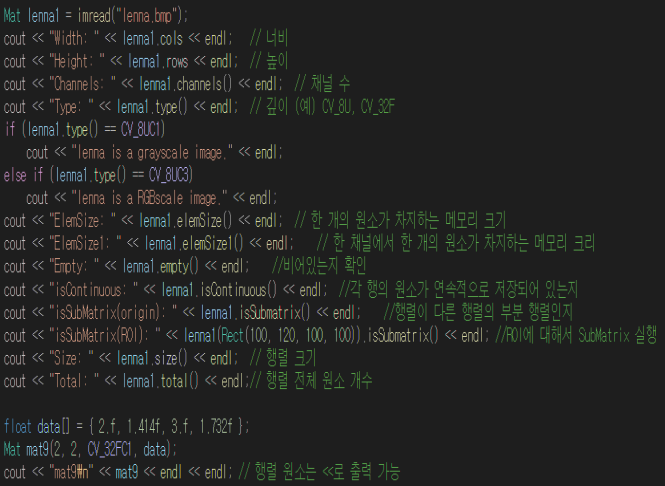 Mat lenna1 = imread("lenna.bmp");
cout << "Width: " << lenna1.cols << endl;  // 너비
cout << "Height: " << lenna1.rows << endl;  // 높이
cout << "Channels: " << lenna1.channels() << endl;  // 채널 수
cout << "Type: " << lenna1.type() << endl;  // 깊이 (예) CV_8U, CV_32F
if (lenna1.type() == CV_8UC1)
    cout << "lenna is a grayscale image." << endl;
else if (lenna1.type() == CV_8UC3)
    cout << "lenna is a RGBscale image." << endl;
cout << "ElemSize: " << lenna1.elemSize() << endl;  // 한 개의 원소가 차지하는 메모리 크기
cout << "ElemSize1: " << lenna1.elemSize1() << endl;    // 한 채널에서 한 개의 원소가 차지하는 메모리 크리
cout << "Empty: " << lenna1.empty() << endl;    //비어있는지 확인
cout << "isContinuous: " << lenna1.isContinuous() << endl; //각 행의 원소가 연속적으로 저장되어 있는지
cout << "isSubMatrix(origin): " << lenna1.isSubmatrix() << endl;    //행렬이 다른 행렬의 부분 행렬인지
cout << "isSubMatrix(ROI): " << lenna1(Rect(100, 120, 100, 100)).isSubmatrix() << endl; //ROI에 대해서 SubMatrix 실행
cout << "Size: " << lenna1.size() << endl; // 행렬 크기
cout << "Total: " << lenna1.total() << endl;// 행렬 전체 원소 개수
float data[] = { 2.f, 1.414f, 3.f, 1.732f };
Mat mat9(2, 2, CV_32FC1, data);
cout << "mat9₩n" << mat9 << endl << endl; // 행렬 원소는 <<로 출력 가능